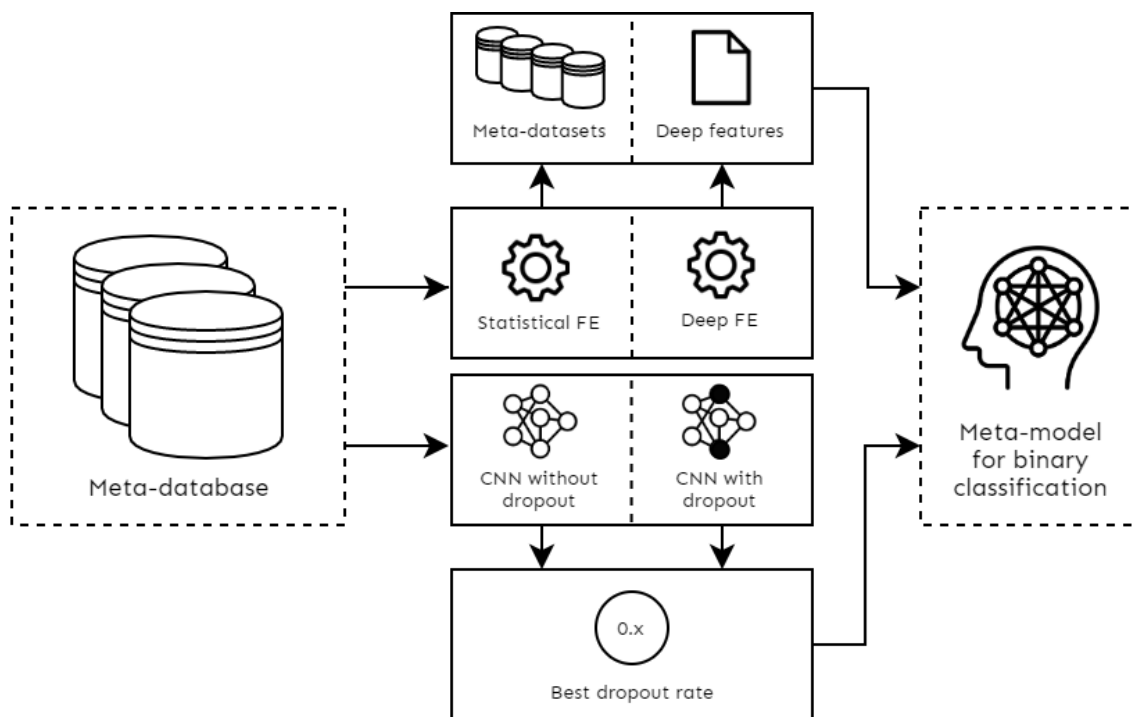 Meta-datasets
Deep features
Statistical FE
Deep FE
Meta-database
CNN without
dropout
CNN with
dropout
Meta-model
for binary
classification
0.x
Best dropout rate